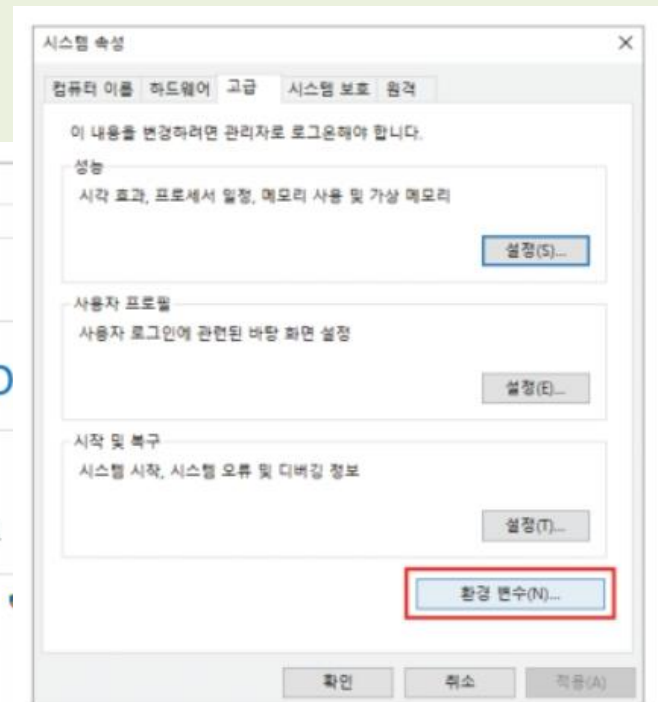 시스템 속성
컴퓨터 이름 하드웨어 고급 시스템 보호 원격
이 내용을 변경하려면 관리자로 로그온해야 합니다.
성능
시각 효과, 프로세서 일정, 메모리 사용 및 가상 메모리
설정(S)...
사용자 프로필
사용자 로그인에 관련된 바탕 화면 설정
설정(E)...
시작 및 복구
시스템 시작, 시스템 오류 및 디버깅 정보
설정(T)...
환경 변수(N)...
확인 취소 적용(A)